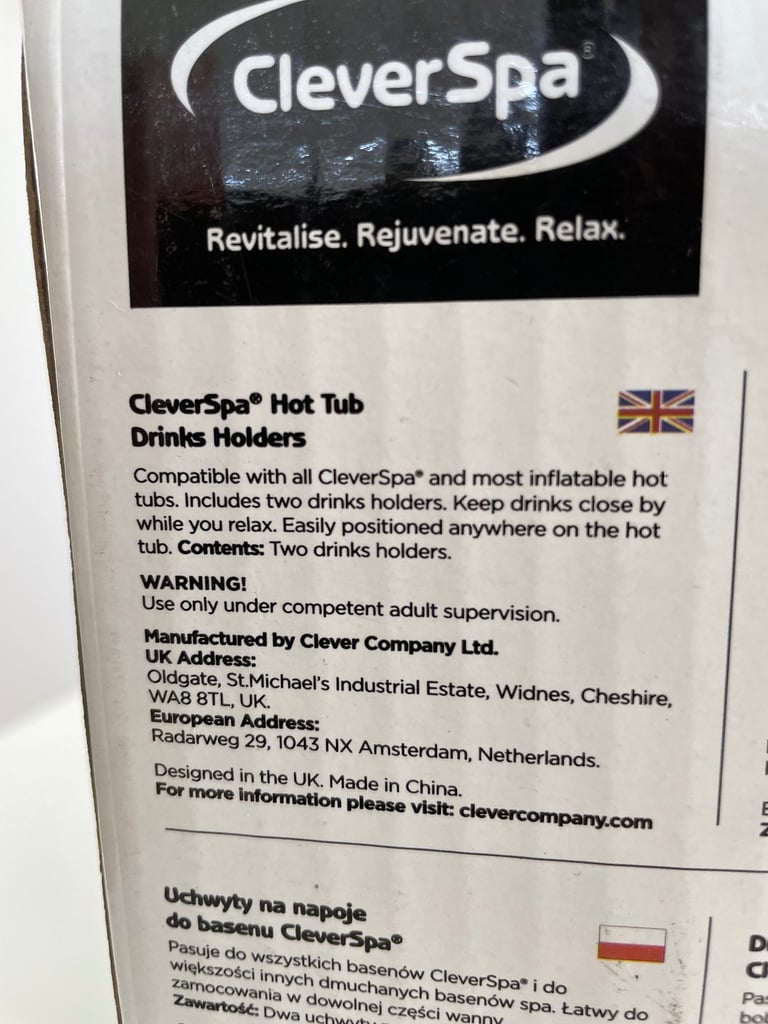 CleverSpa®
Revitalise. Rejuvenate. Relax.
CleverSpa® Hot Tub
Drinks Holders
Compatible with all CleverSpa® and most inflatable hot
tubs. Includes two drinks holders. Keep drinks close by
while you relax. Easily positioned anywhere on the hot
tub. Contents: Two drinks holders.
WARNING!
Use only under competent adult supervision.
Manufactured by Clever Company Ltd.
UK Address:
Oldgate, St.Michael's Industrial Estate, Widnes, Cheshire,
WA8 8TL, UK.
European Address:
Radarweg 29, 1043 NX Amsterdam, Netherlands.
Designed in the UK. Made in China.
For more information please visit: clevercompany.com
Uchwyty na napoje
do basenu CleverSpa®
Pasuje do wszystkich basenów CleverSpa® i do
większości innych dmuchanych basenów spa. Łatwy do
zamocowania w dowolnej części wanny.
Zawartość: Dwa